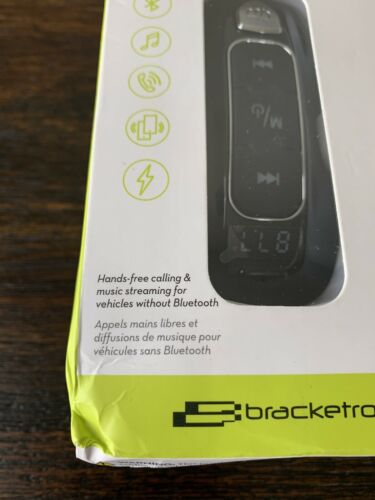 M/
Hands-free calling &
music streaming for
vehicles without Bluetooth
Appels mains libres et
diffusions de musique pour
véhicules sans Bluetooth
bracketro